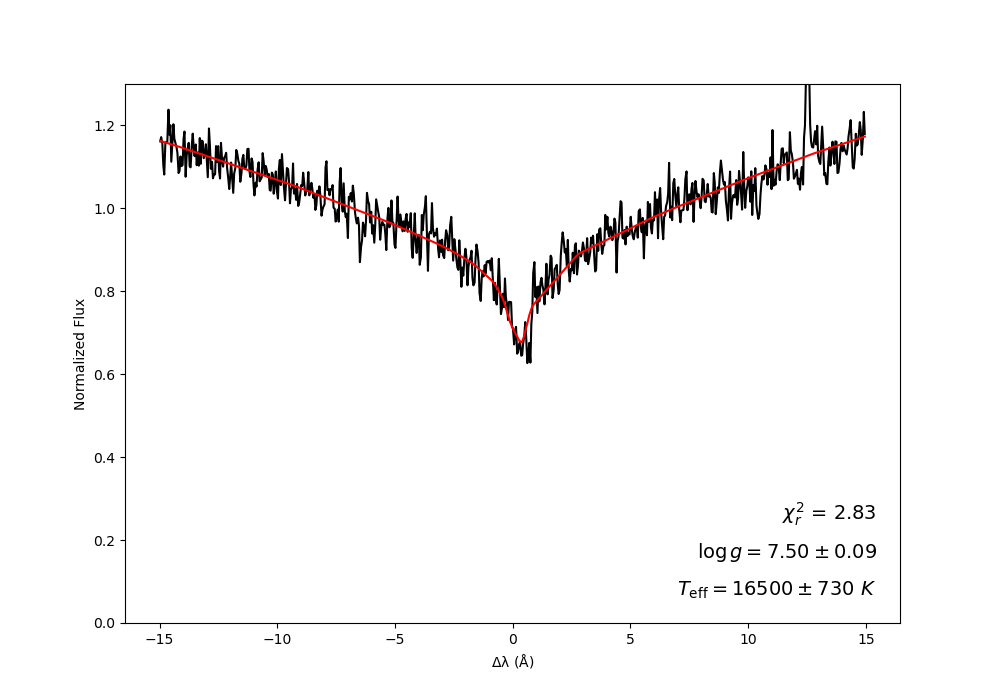 1.2
1.0
0.8
0.6
0.4
0.2
0.0
Normalized Flux
χ²ᵣ = 2.83
log g = 7.50 ± 0.09
T_eff = 16500 ± 730 K
−15 −10 −5 0 5 10 15
Δλ (Å)